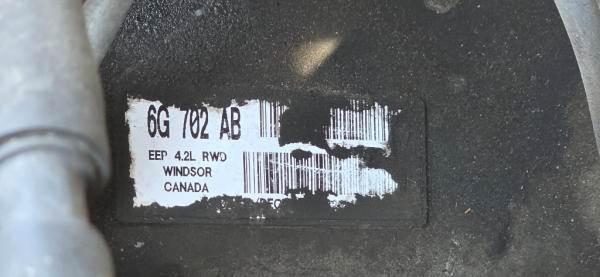 6G 702 AB
EEP 4.2L RWD
WINDSOR
CANADA